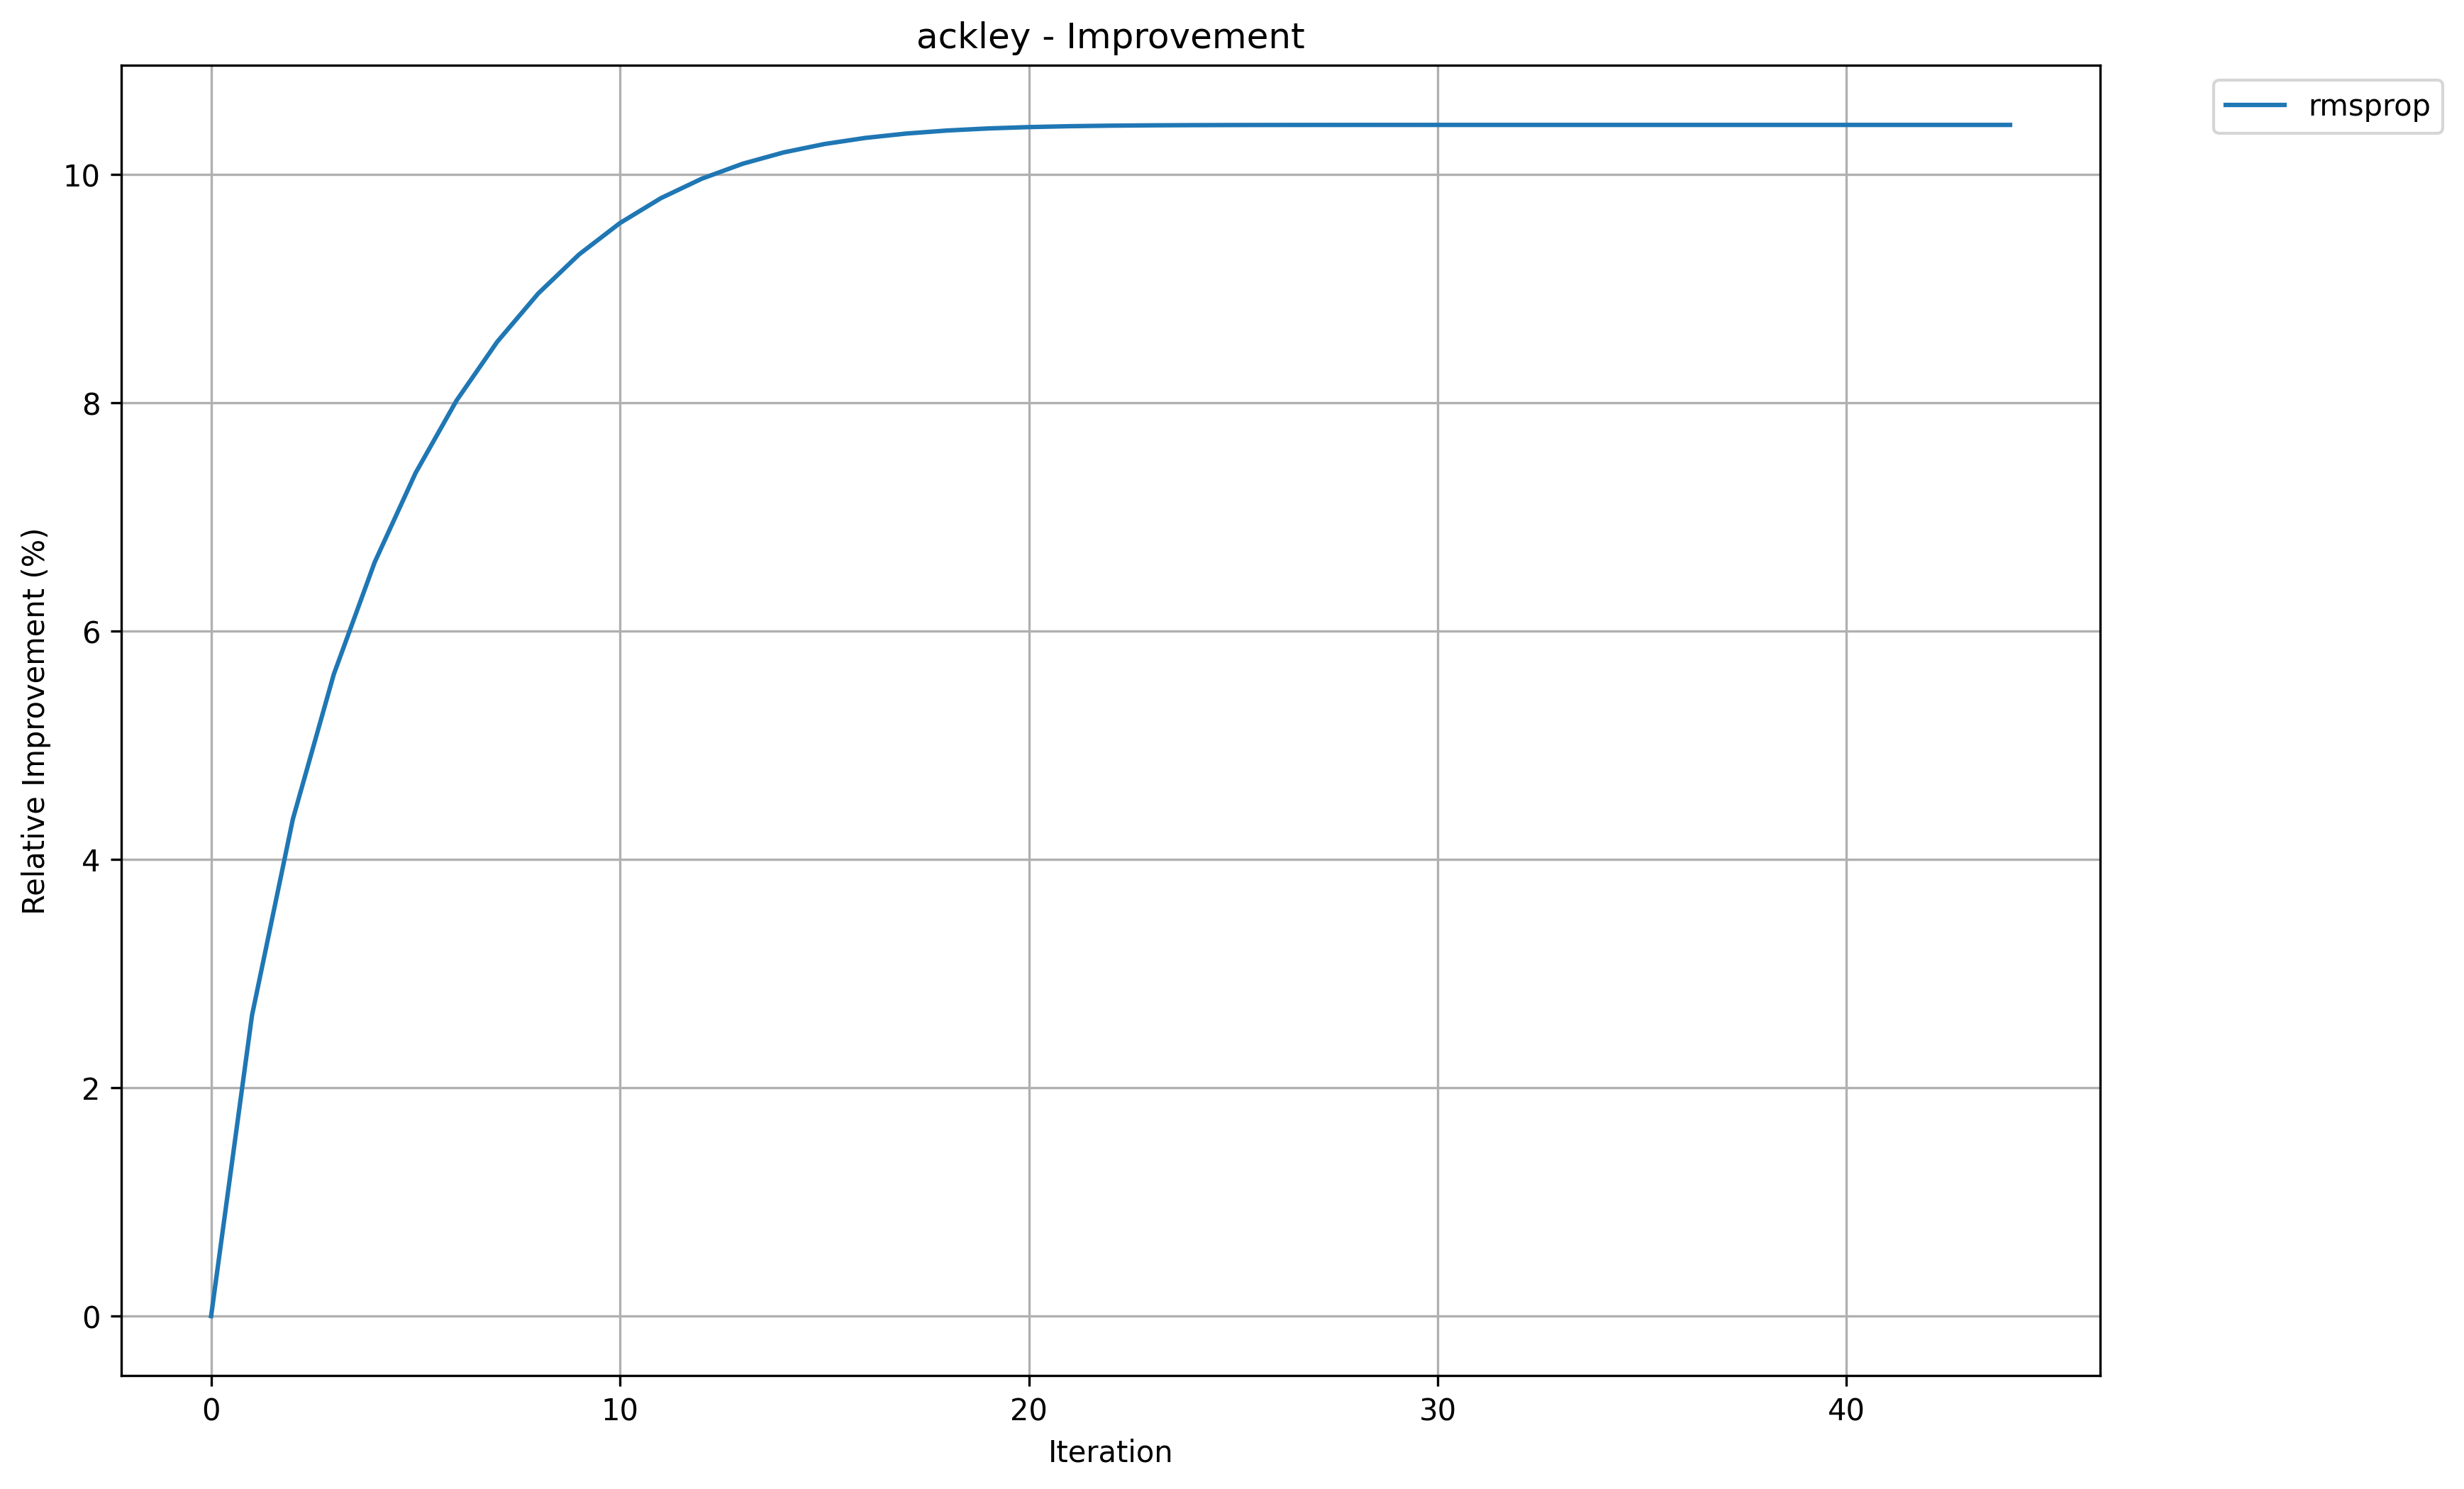 ackley - Improvement
rmsprop
Relative Improvement (%)
10
8
6
4
2
0
0 10 20 30 40
Iteration